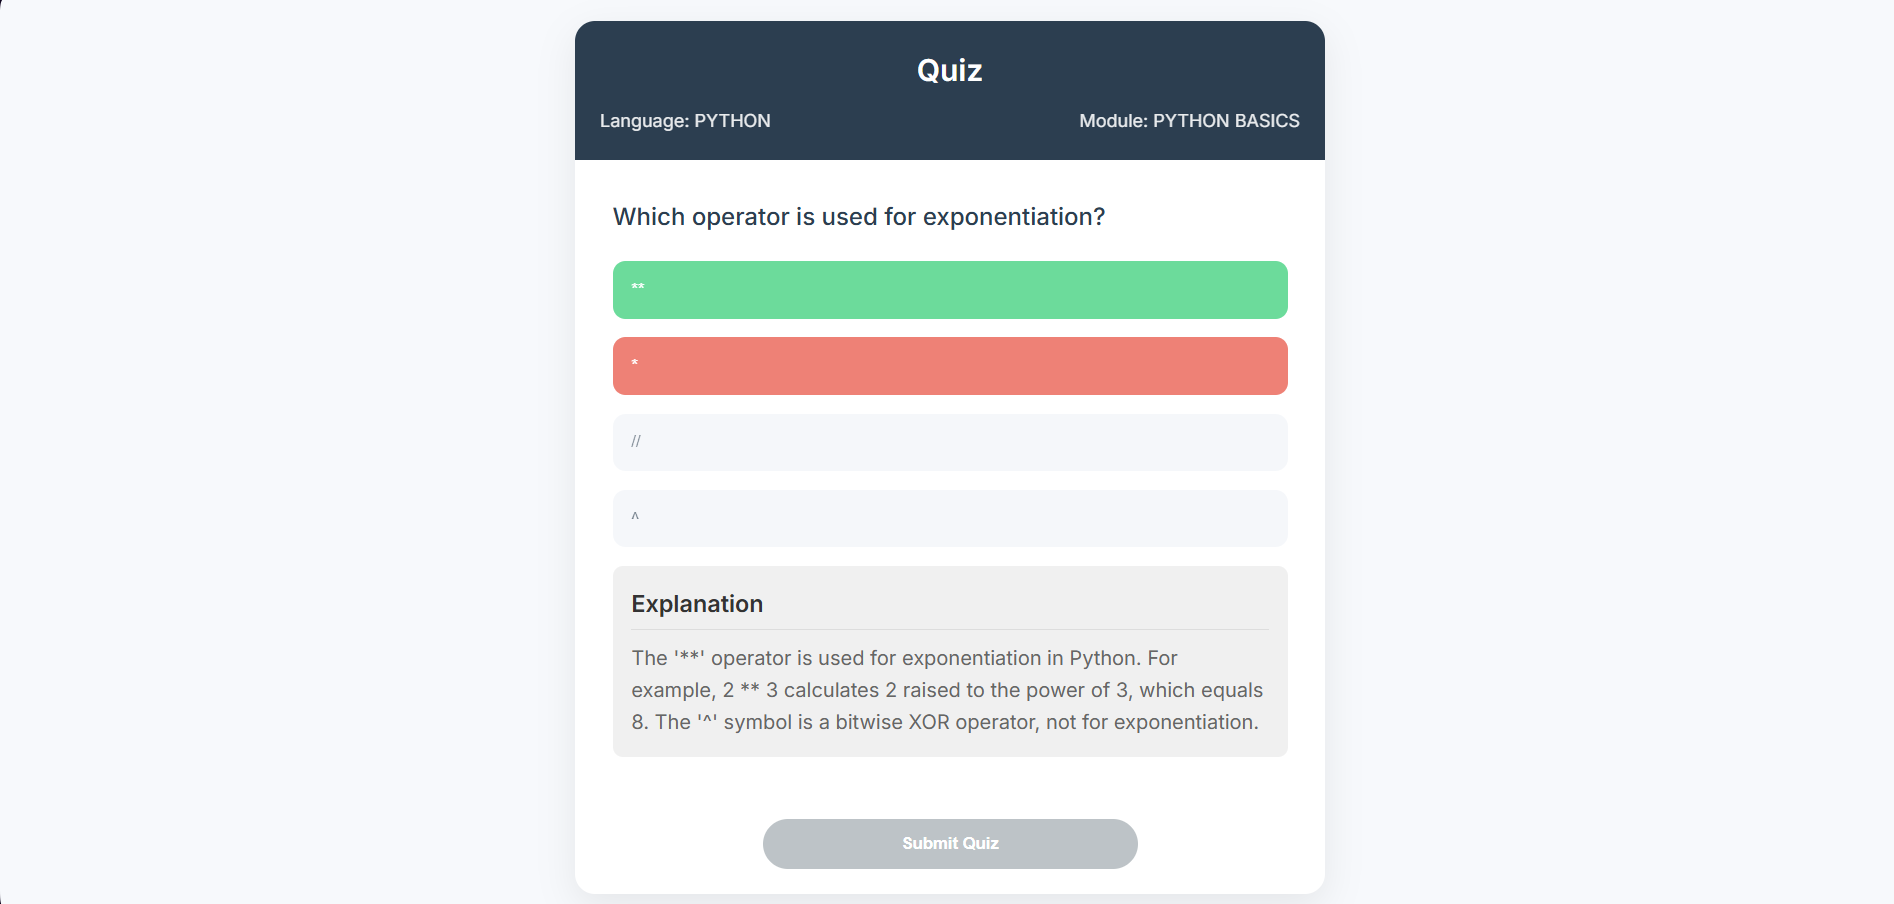 Quiz
Language: PYTHON
Module: PYTHON BASICS
Which operator is used for exponentiation?
**
*
//
^
Explanation
The '**' operator is used for exponentiation in Python. For
example, 2 ** 3 calculates 2 raised to the power of 3, which equals
8. The '^' symbol is a bitwise XOR operator, not for exponentiation.
Submit Quiz